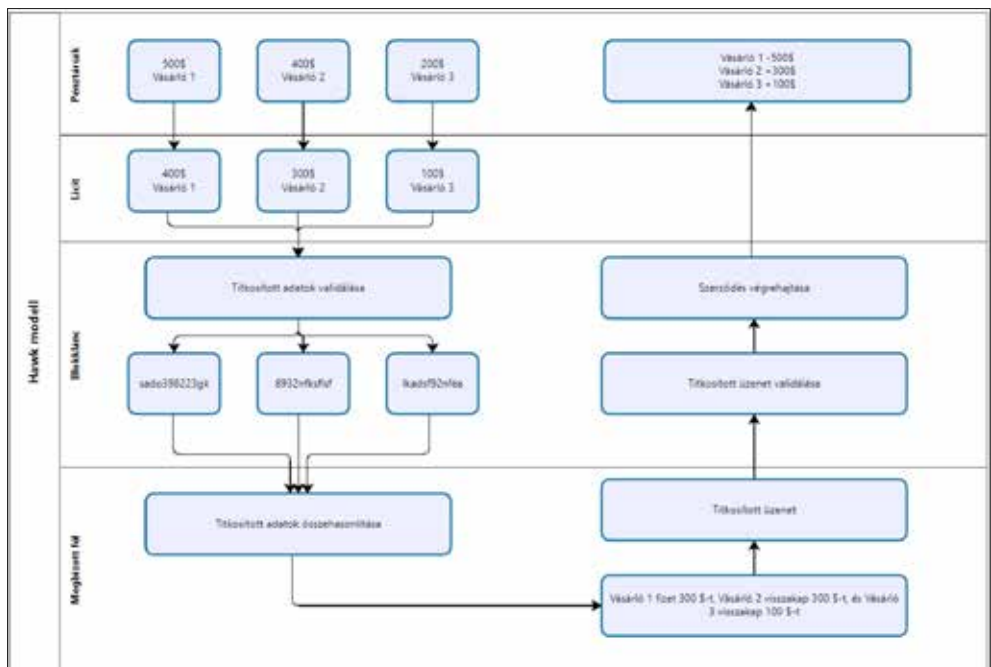 Hawk modell
Pénztárcák
500$
Vásárló 1
400$
Vásárló 2
200$
Vásárló 3
Vásárló 1 -500$
Vásárló 2 +300$
Vásárló 3 +100$
Licit
400$
Vásárló 1
300$
Vásárló 2
100$
Vásárló 3
Blokklánc
Titkosított adatok validálása
Szerződés végrehajtása
Titkosított üzenet validálása
Megbízott fél
Titkosított adatok összehasonlítása
Titkosított üzenet
Vásárló 1 fizet 300 $-t, Vásárló 2 visszakap 300 $-t, és Vásárló
3 visszakap 100 $-t